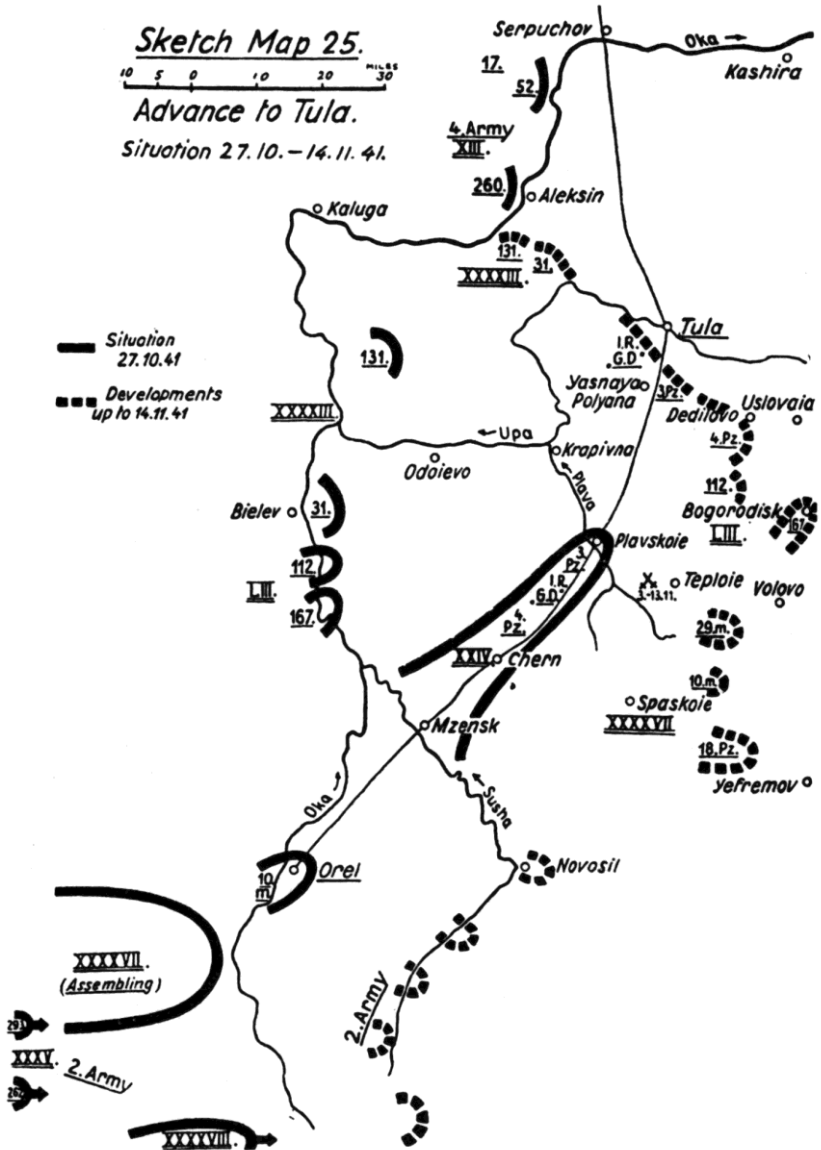 Sketch Map 25.
10 5 0 10 20 30
MILES
Advance to Tula.
Situation 27.10.–14.11.41.
Serpuchov
Oka
Kashira
17.
52.
4.Army
XIII.
260.
Aleksin
Kaluga
131.
31.
XXXXIII.
Tula
Situation
27.10.41
Developments
up to 14.11.41
131.
I.R.
"G.D"
Yasnaya
Polyana
3Pz.
Dedilovo
Uslovaia
XXXXIII.
Upa
Odoievo
Krapivna
Plava
4.Pz.
112.
Bielev
31.
Bogorodisk
167.
LIII.
112.
LIII.
167.
Plavskoie
3.
Pz.
I.R.
"G.D"
4.
Pz.
3.-13.11.
Teploie
Volovo
29.m.
XXIV.
Chern
10.m.
Spaskoie
XXXXVII.
Mzensk
18.Pz.
Yefremov
Oka
Susha
10.
m.
Orel
Novosil
XXXXVII.
(Assembling)
293.
XXXV.
2.Army
262.
2.Army
XXXXVIII.